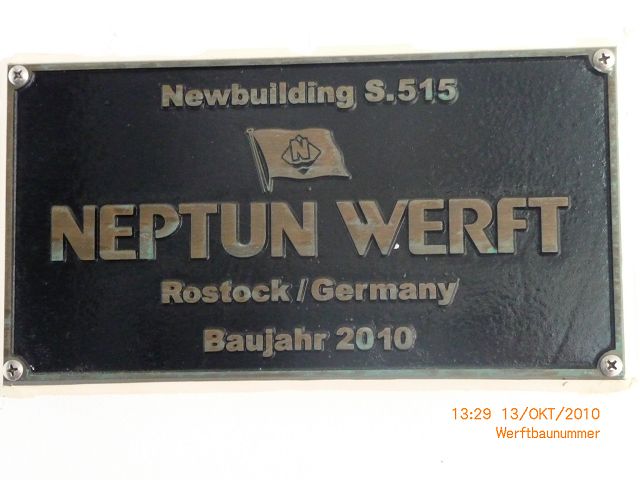 Newbuilding S.515
N
NEPTUN WERFT
Rostock/Germany
Baujahr 2010
13:29 13/OKT/2010
Werftbaunummer